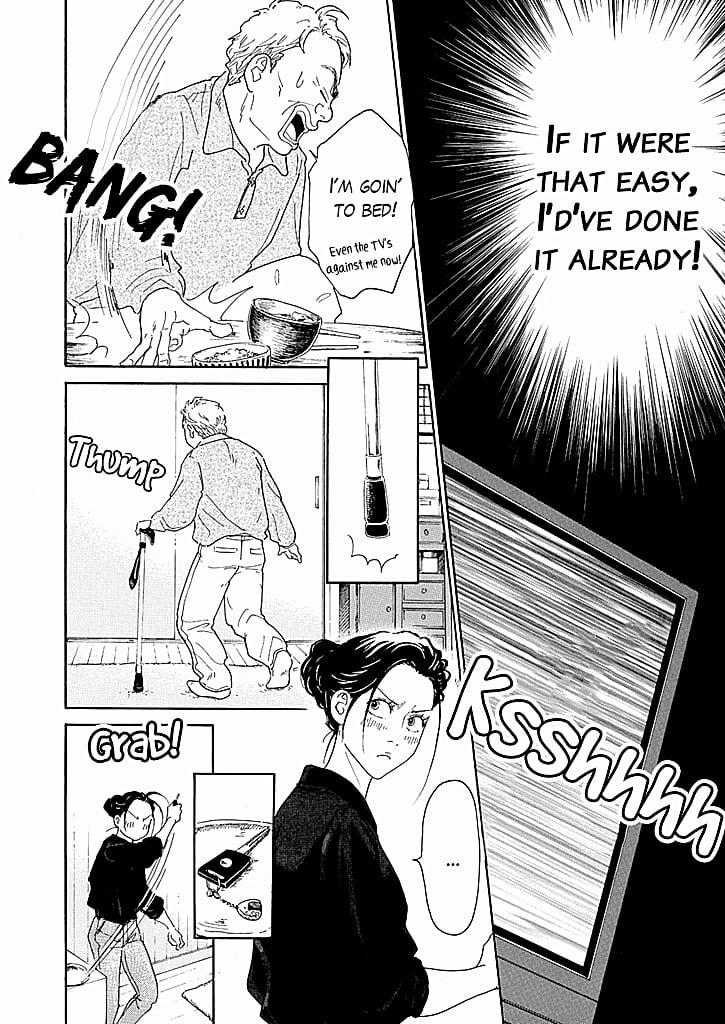 IF IT WERE
THAT EASY,
I'D'VE DONE
IT ALREADY!
KSShhhhh
I'M GOIN'
TO BED!
Even the TV's
against me now!
BANG!
Thump
...
Grab!